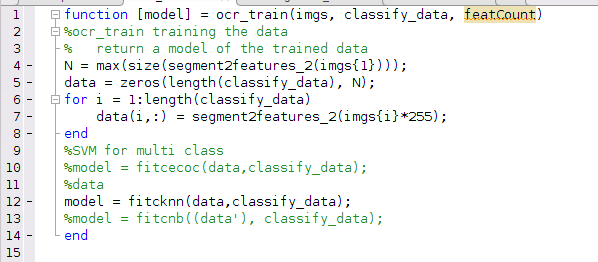 1 function [model] = ocr_train(imgs, classify_data, featCount)
2 %ocr_train training the data
3 %   return a model of the trained data
4 - N = max(size(segment2features_2(imgs{1})));
5 - data = zeros(length(classify_data), N);
6 - for i = 1:length(classify_data)
7 -     data(i,:) = segment2features_2(imgs{i}*255);
8 - end
9 %SVM for multi class
10 %model = fitcecoc(data,classify_data);
11 %data
12 - model = fitcknn(data,classify_data);
13 %model = fitcnb((data'), classify_data);
14 - end
15